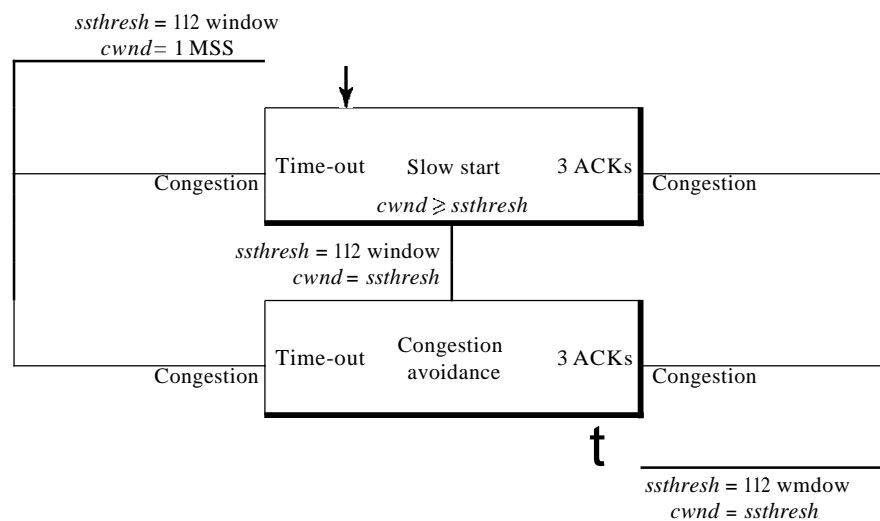 ssthresh = 112 window
cwnd = 1 MSS
Time-out
Slow start
3 ACKs
Congestion
Congestion
cwnd ⩾ ssthresh
ssthresh = 112 window
cwnd = ssthresh
Time-out
Congestion
avoidance
3 ACKs
Congestion
Congestion
t
ssthresh = 112 wmdow
cwnd = ssthresh